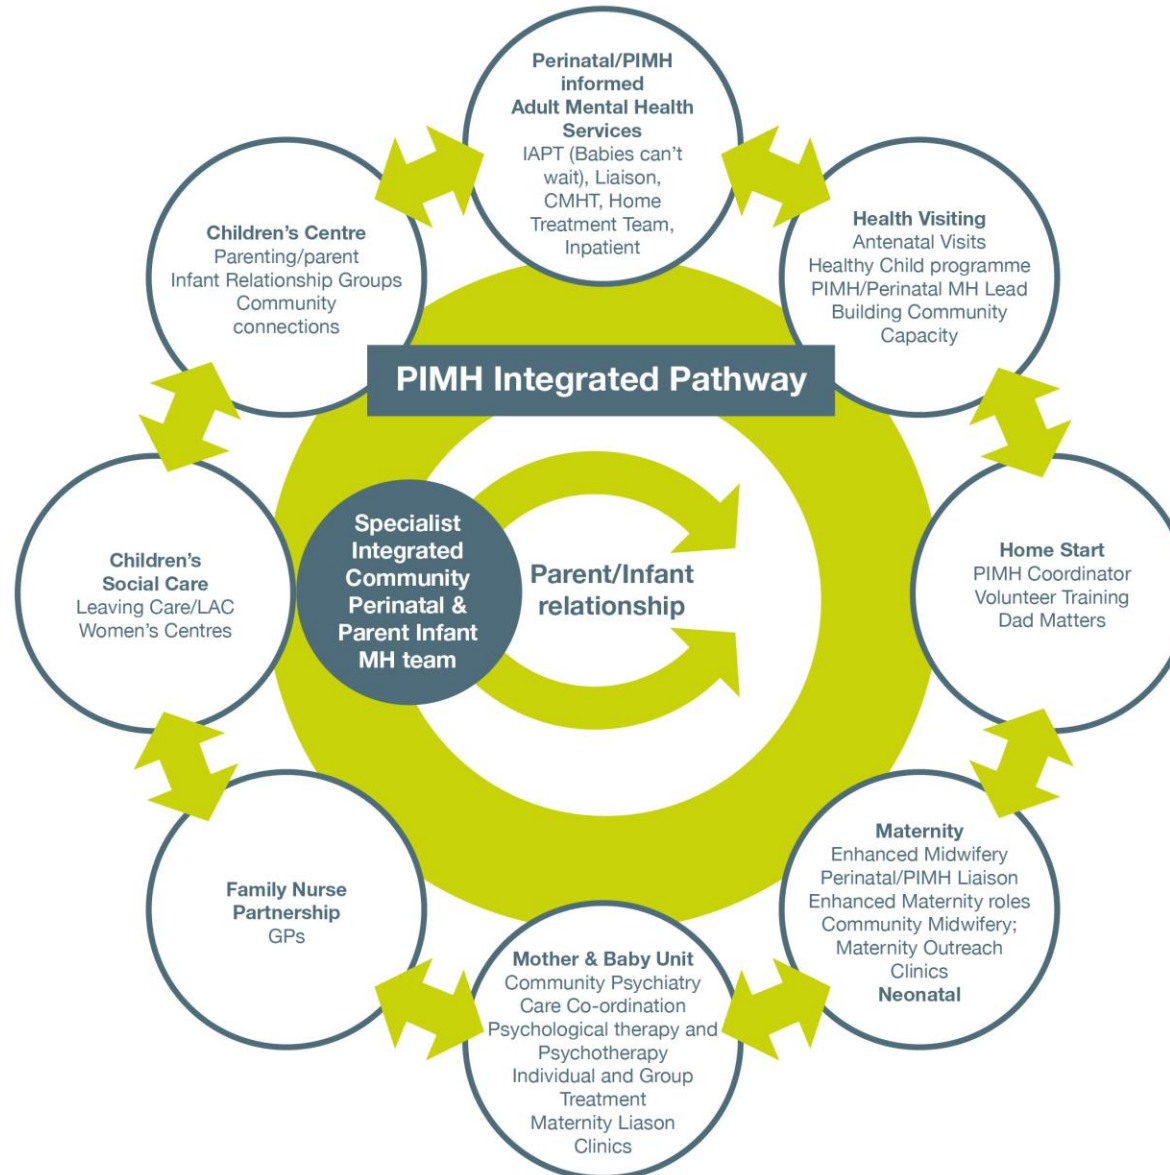 Perinatal/PIMH
informed
Adult Mental Health
Services
IAPT (Babies can't
wait), Liaison,
CMHT, Home
Treatment Team,
Inpatient
Health Visiting
Antenatal Visits
Healthy Child programme
PIMH/Perinatal MH Lead
Building Community
Capacity
Home Start
PIMH Coordinator
Volunteer Training
Dad Matters
Maternity
Enhanced Midwifery
Perinatal/PIMH Liaison
Enhanced Maternity roles
Community Midwifery;
Maternity Outreach
Clinics
Neonatal
Mother & Baby Unit
Community Psychiatry
Care Co-ordination
Psychological therapy and
Psychotherapy
Individual and Group
Treatment
Maternity Liason
Clinics
Family Nurse
Partnership
GPs
Children's
Social Care
Leaving Care/LAC
Women's Centres
Children's Centre
Parenting/parent
Infant Relationship Groups
Community
connections
PIMH Integrated Pathway
Specialist
Integrated
Community
Perinatal &
Parent Infant
MH team
Parent/Infant
relationship